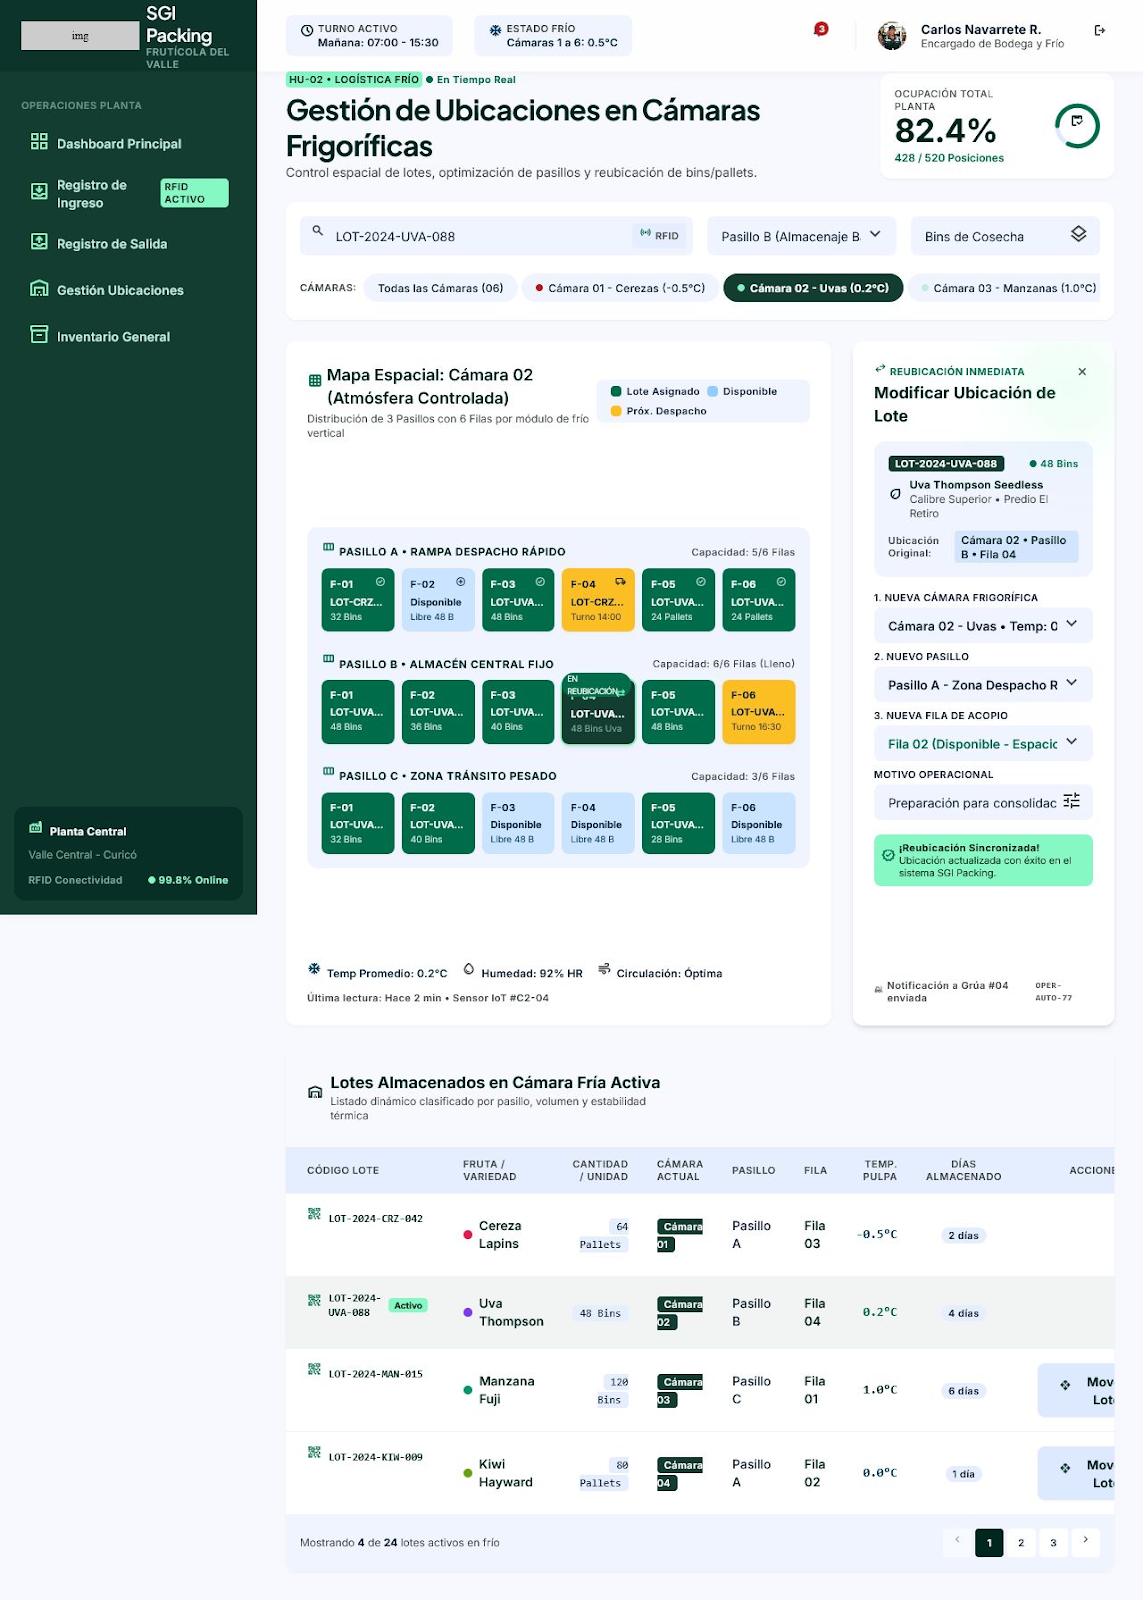 img
SGI
Packing
FRUTÍCOLA DEL
VALLE
OPERACIONES PLANTA
Dashboard Principal
Registro de
Ingreso
RFID
ACTIVO
Registro de Salida
Gestión Ubicaciones
Inventario General
Planta Central
Valle Central - Curicó
RFID Conectividad
99.8% Online
TURNO ACTIVO
Mañana: 07:00 - 15:30
ESTADO FRÍO
Cámaras 1 a 6: 0.5°C
3
Carlos Navarrete R.
Encargado de Bodega y Frío
HU-02 • LOGÍSTICA FRÍO
En Tiempo Real
Gestión de Ubicaciones en Cámaras
Frigoríficas
Control espacial de lotes, optimización de pasillos y reubicación de bins/pallets.
OCUPACIÓN TOTAL
PLANTA
82.4%
428 / 520 Posiciones
LOT-2024-UVA-088
RFID
Pasillo B (Almacenaje B
Bins de Cosecha
CÁMARAS:
Todas las Cámaras (06)
Cámara 01 - Cerezas (-0.5°C)
Cámara 02 - Uvas (0.2°C)
Cámara 03 - Manzanas (1.0°C)
Mapa Espacial: Cámara 02
(Atmósfera Controlada)
Distribución de 3 Pasillos con 6 Filas por módulo de frío
vertical
Lote Asignado
Disponible
Próx. Despacho
PASILLO A • RAMPA DESPACHO RÁPIDO
Capacidad: 5/6 Filas
F-01
LOT-CRZ...
32 Bins
F-02
Disponible
Libre 48 B
F-03
LOT-UVA...
48 Bins
F-04
LOT-CRZ...
Turno 14:00
F-05
LOT-UVA...
24 Pallets
F-06
LOT-UVA...
24 Pallets
PASILLO B • ALMACÉN CENTRAL FIJO
Capacidad: 6/6 Filas (Lleno)
F-01
LOT-UVA...
48 Bins
F-02
LOT-UVA...
36 Bins
F-03
LOT-UVA...
40 Bins
EN
REUBICACIÓN
F-04
LOT-UVA...
48 Bins Uva
F-05
LOT-UVA...
48 Bins
F-06
LOT-UVA...
Turno 16:30
PASILLO C • ZONA TRÁNSITO PESADO
Capacidad: 3/6 Filas
F-01
LOT-UVA...
32 Bins
F-02
LOT-UVA...
40 Bins
F-03
Disponible
Libre 48 B
F-04
Disponible
Libre 48 B
F-05
LOT-UVA...
28 Bins
F-06
Disponible
Libre 48 B
Temp Promedio: 0.2°C
Humedad: 92% HR
Circulación: Óptima
Última lectura: Hace 2 min • Sensor IoT #C2-04
REUBICACIÓN INMEDIATA
Modificar Ubicación de
Lote
LOT-2024-UVA-088
48 Bins
Uva Thompson Seedless
Calibre Superior • Predio El
Retiro
Ubicación
Original:
Cámara 02 • Pasillo
B • Fila 04
1. NUEVA CÁMARA FRIGORÍFICA
Cámara 02 - Uvas • Temp: 0
2. NUEVO PASILLO
Pasillo A - Zona Despacho R
3. NUEVA FILA DE ACOPIO
Fila 02 (Disponible - Espacic
MOTIVO OPERACIONAL
Preparación para consolidac
¡Reubicación Sincronizada!
Ubicación actualizada con éxito en el
sistema SGI Packing.
Notificación a Grúa #04
enviada
OPER-
AUTO-77
Lotes Almacenados en Cámara Fría Activa
Listado dinámico clasificado por pasillo, volumen y estabilidad
térmica
CÓDIGO LOTE
FRUTA /
VARIEDAD
CANTIDAD
/ UNIDAD
CÁMARA
ACTUAL
PASILLO
FILA
TEMP.
PULPA
DÍAS
ALMACENADO
ACCIONE
LOT-2024-CRZ-042
Cereza
Lapins
64
Pallets
Cámara
01
Pasillo
A
Fila
03
-0.5°C
2 días
LOT-2024-
UVA-088
Activo
Uva
Thompson
48 Bins
Cámara
02
Pasillo
B
Fila
04
0.2°C
4 días
LOT-2024-MAN-015
Manzana
Fuji
120
Bins
Cámara
03
Pasillo
C
Fila
01
1.0°C
6 días
Mov
Lot
LOT-2024-KIW-009
Kiwi
Hayward
80
Pallets
Cámara
04
Pasillo
A
Fila
02
0.0°C
1 día
Mov
Lot
Mostrando 4 de 24 lotes activos en frío
1
2
3